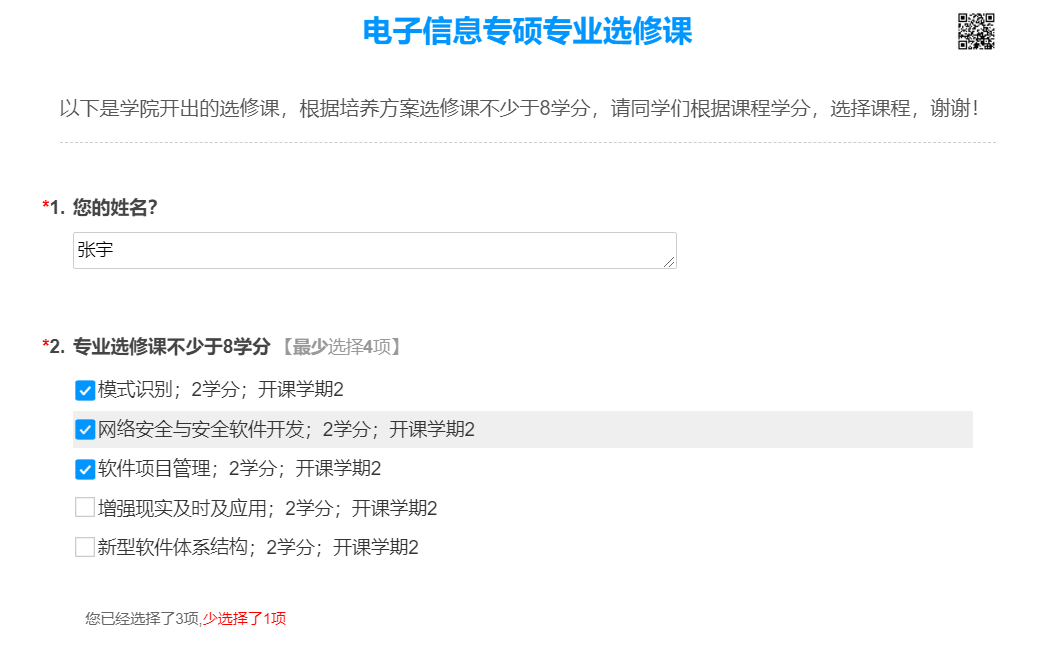 电子信息专硕专业选修课
以下是学院开出的选修课，根据培养方案选修课不少于8学分，请同学们根据课程学分，选择课程，谢谢！
*1. 您的姓名?
张宇
*2. 专业选修课不少于8学分 【最少选择4项】
模式识别；2学分；开课学期2
网络安全与安全软件开发；2学分；开课学期2
软件项目管理；2学分；开课学期2
增强现实及时及应用；2学分；开课学期2
新型软件体系结构；2学分；开课学期2
您已经选择了3项,少选择了1项